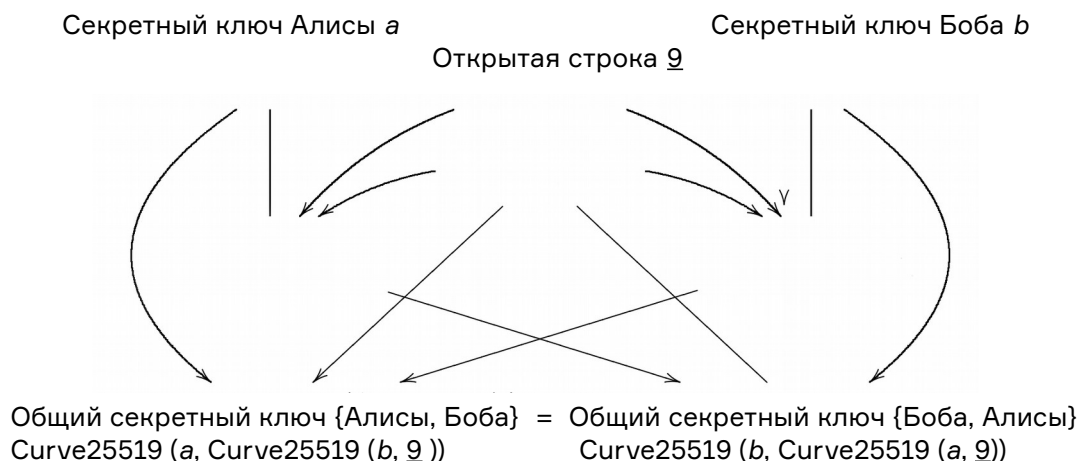 Секретный ключ Алисы a Секретный ключ Боба b
Открытая строка 9
Общий секретный ключ {Алисы, Боба} = Общий секретный ключ {Боба, Алисы}
Curve25519 (a, Curve25519 (b, 9 )) Curve25519 (b, Curve25519 (a, 9))